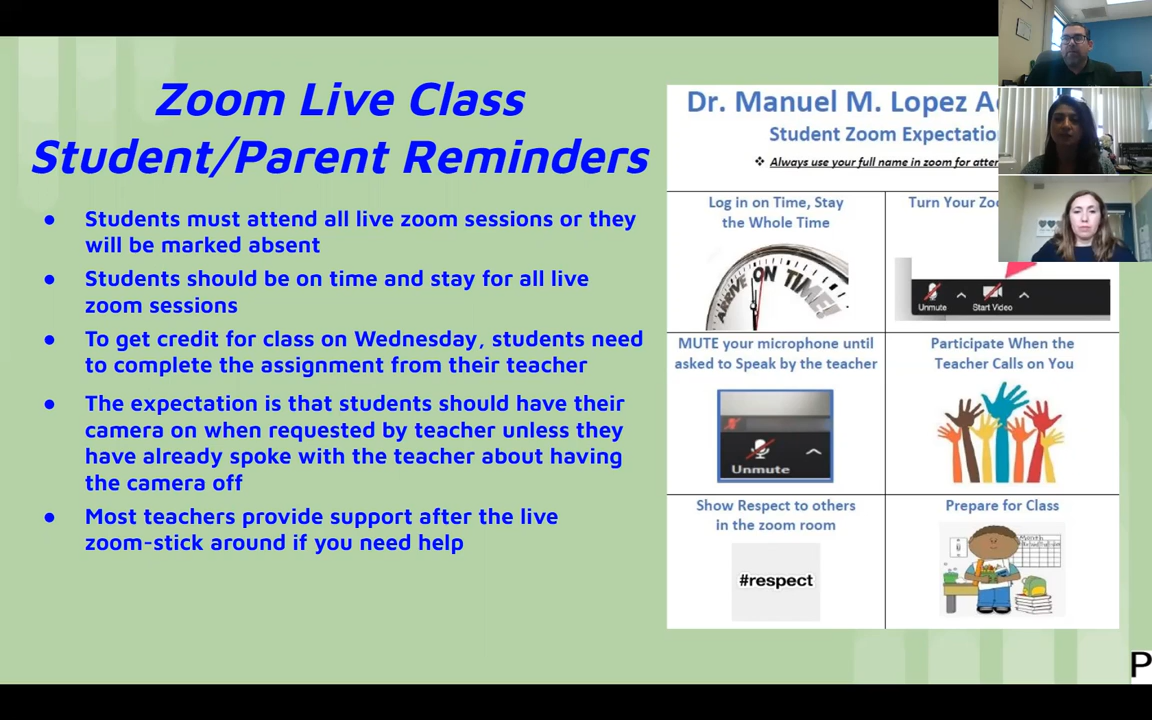 Zoom Live Class
Student/Parent Reminders
● Students must attend all live zoom sessions or they
will be marked absent
● Students should be on time and stay for all live
zoom sessions
● To get credit for class on Wednesday, students need
to complete the assignment from their teacher
● The expectation is that students should have their
camera on when requested by teacher unless they
have already spoke with the teacher about having
the camera off
● Most teachers provide support after the live
zoom-stick around if you need help
Dr. Manuel M. Lopez
Student Zoom
❖ Always use your full name in zoom for
Log in on Time, Stay
the Whole Time
ARRIVE ON TIME!
Turn Your
Unmute
Start Video
MUTE your microphone until
asked to Speak by the teacher
Unmute
Participate When the
Teacher Calls on You
Show Respect to others
in the zoom room
#respect
Prepare for Class
Month
P